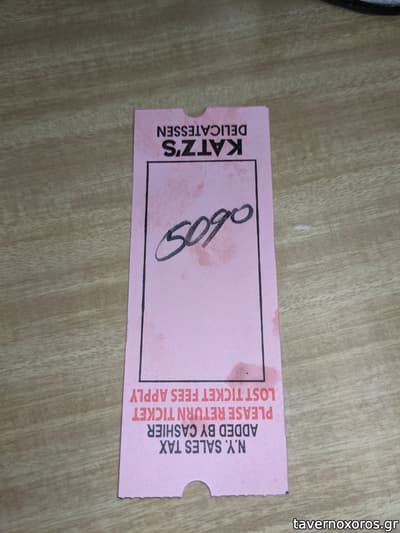 N.Y. SALES TAX
ADDED BY CASHIER
PLEASE RETURN TICKET
LOST TICKET FEES APPLY
5090
KATZ'S
DELICATESSEN
tavernoxoros.gr